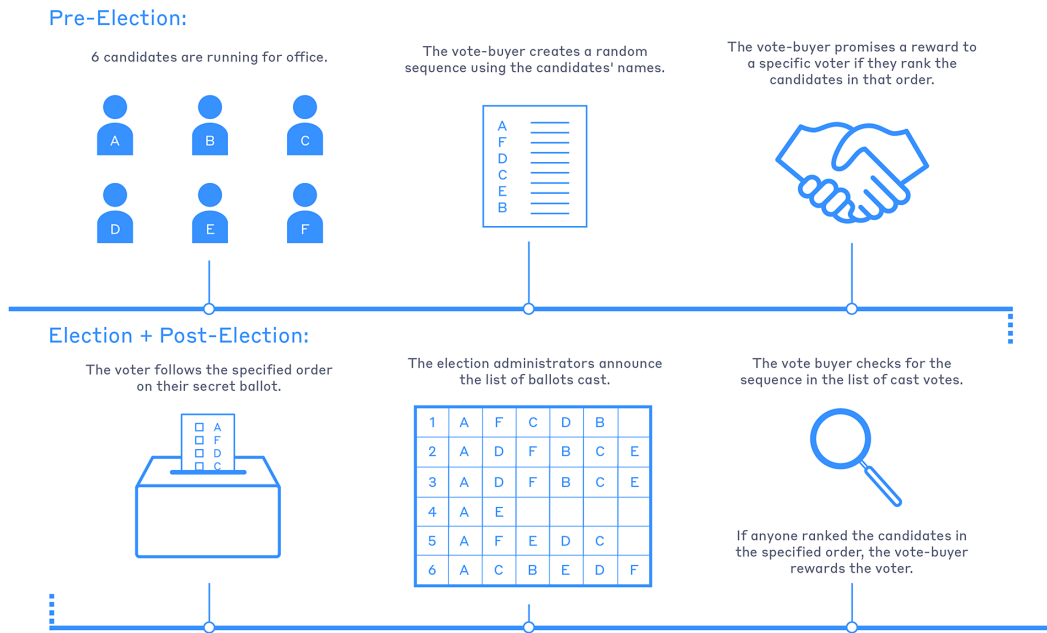 Pre-Election:
6 candidates are running for office.
A
B
C
D
E
F
The vote-buyer creates a random
sequence using the candidates' names.
A
F
D
C
E
B
The vote-buyer promises a reward to
a specific voter if they rank the
candidates in that order.
Election + Post-Election:
The voter follows the specified order
on their secret ballot.
A
F
D
C
The election administrators announce
the list of ballots cast.
1 A F C D B
2 A D F B C E
3 A D F B C E
4 A E
5 A F E D C
6 A C B E D F
The vote buyer checks for the
sequence in the list of cast votes.
If anyone ranked the candidates in
the specified order, the vote-buyer
rewards the voter.